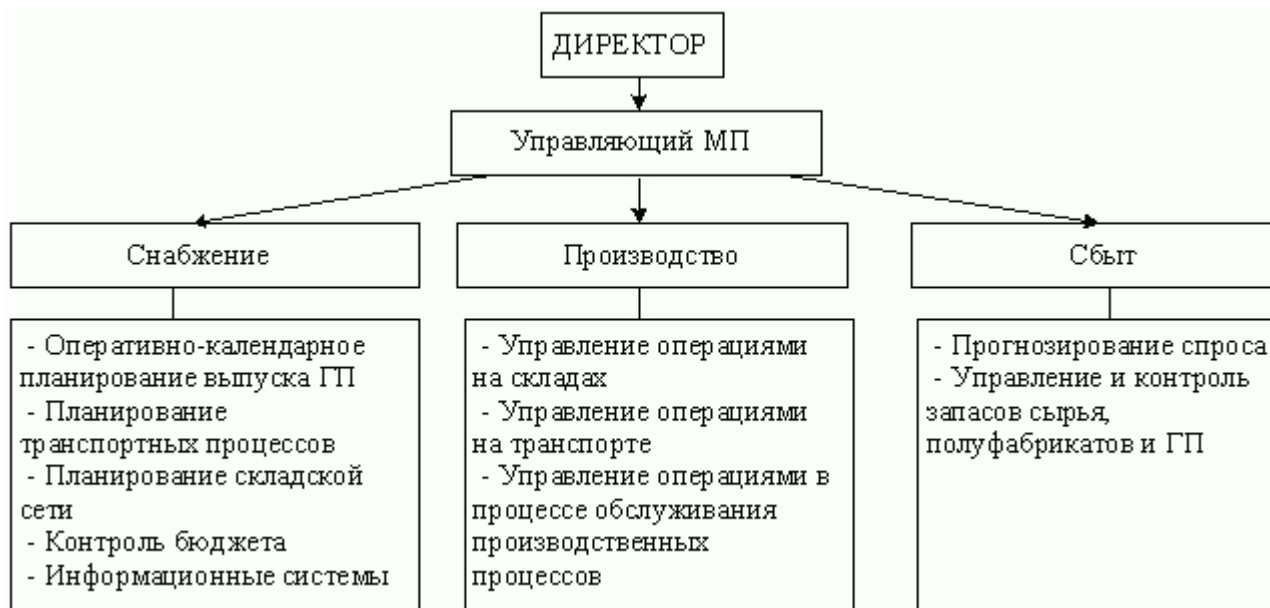 ДИРЕКТОР
Управляющий МП
Снабжение
Производство
Сбыт
- Оперативно-календарное
планирование выпуска ГП
- Планирование
транспортных процессов
- Планирование складской
сети
- Контроль бюджета
- Информационные системы
- Управление операциями
на складах
- Управление операциями
на транспорте
- Управление операциями в
процессе обслуживания
производственных
процессов
- Прогнозирование спроса
- Управление и контроль
запасов сырья,
полуфабрикатов и ГП